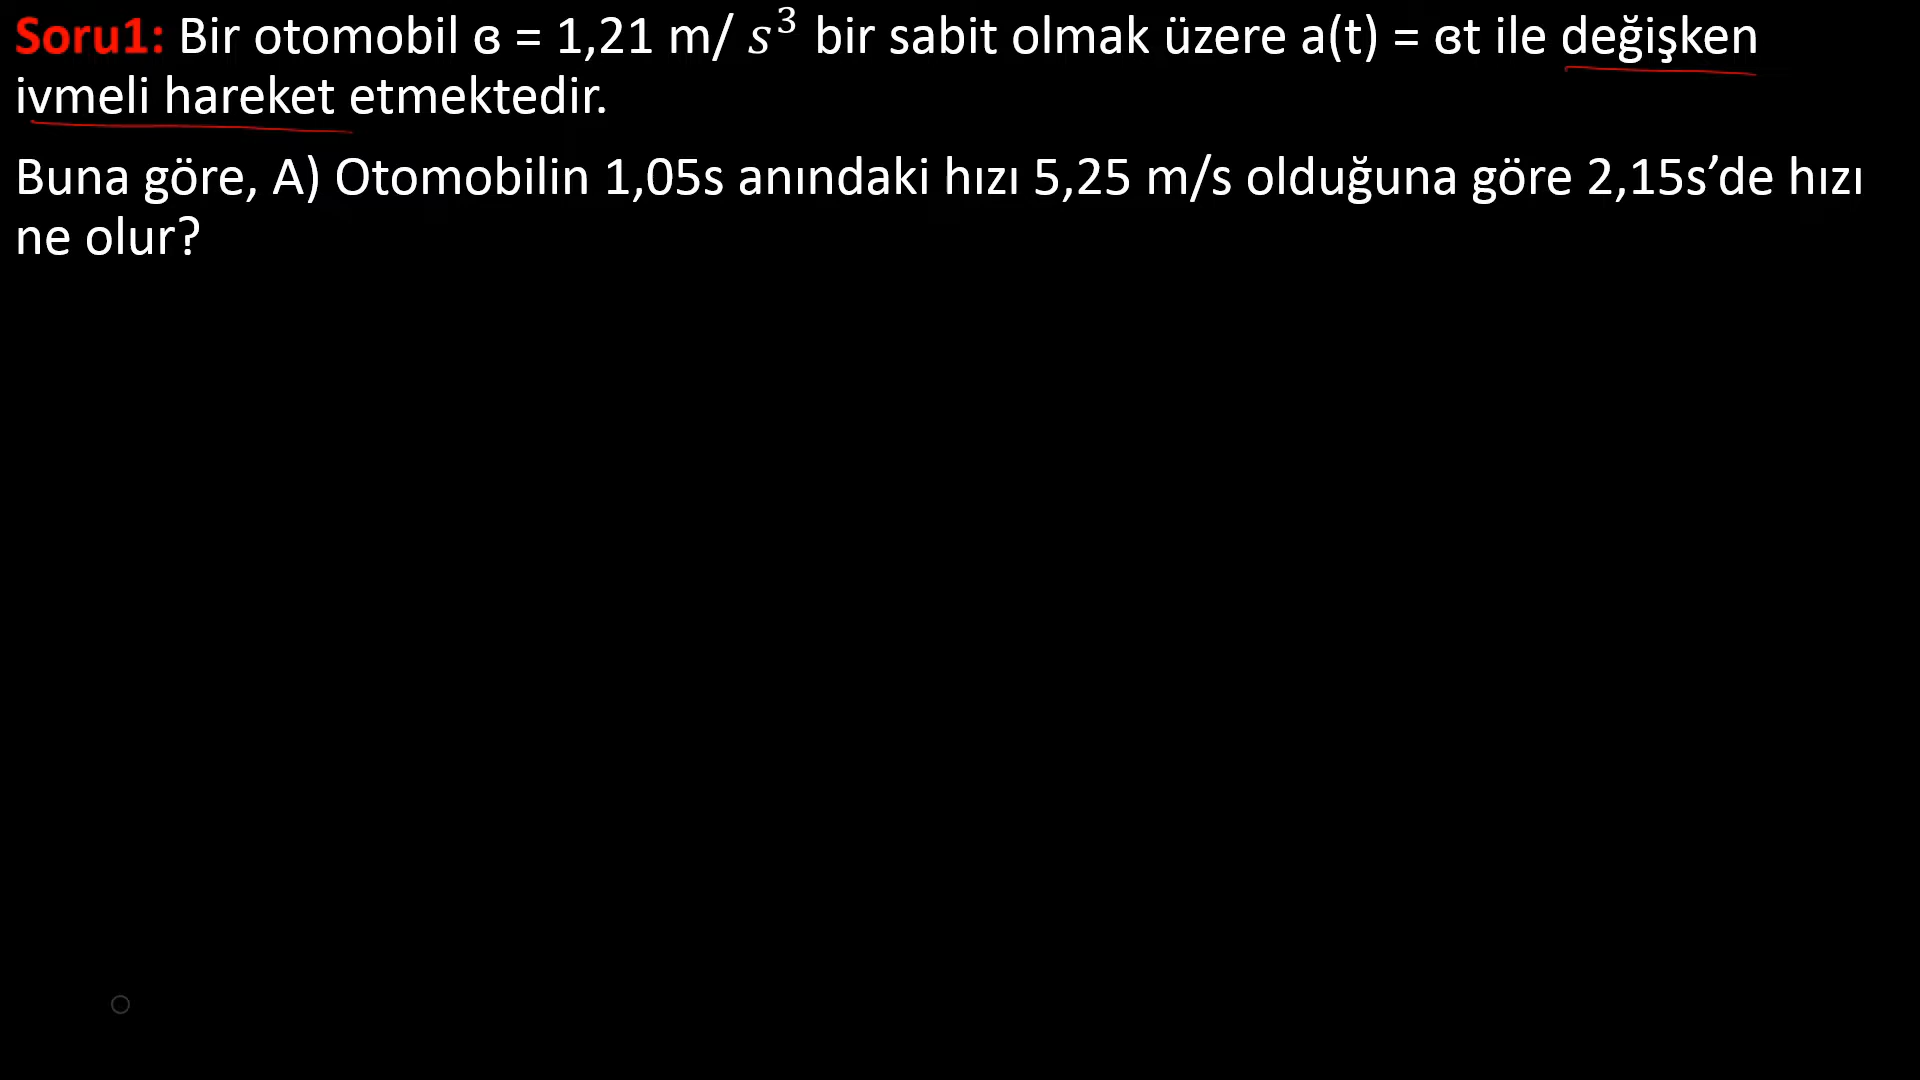 Soru1: Bir otomobil ɞ = 1,21 m/ s³ bir sabit olmak üzere a(t) = ɞt ile değişken
ivmeli hareket etmektedir.
Buna göre, A) Otomobilin 1,05s anındaki hızı 5,25 m/s olduğuna göre 2,15s’de hızı
ne olur?